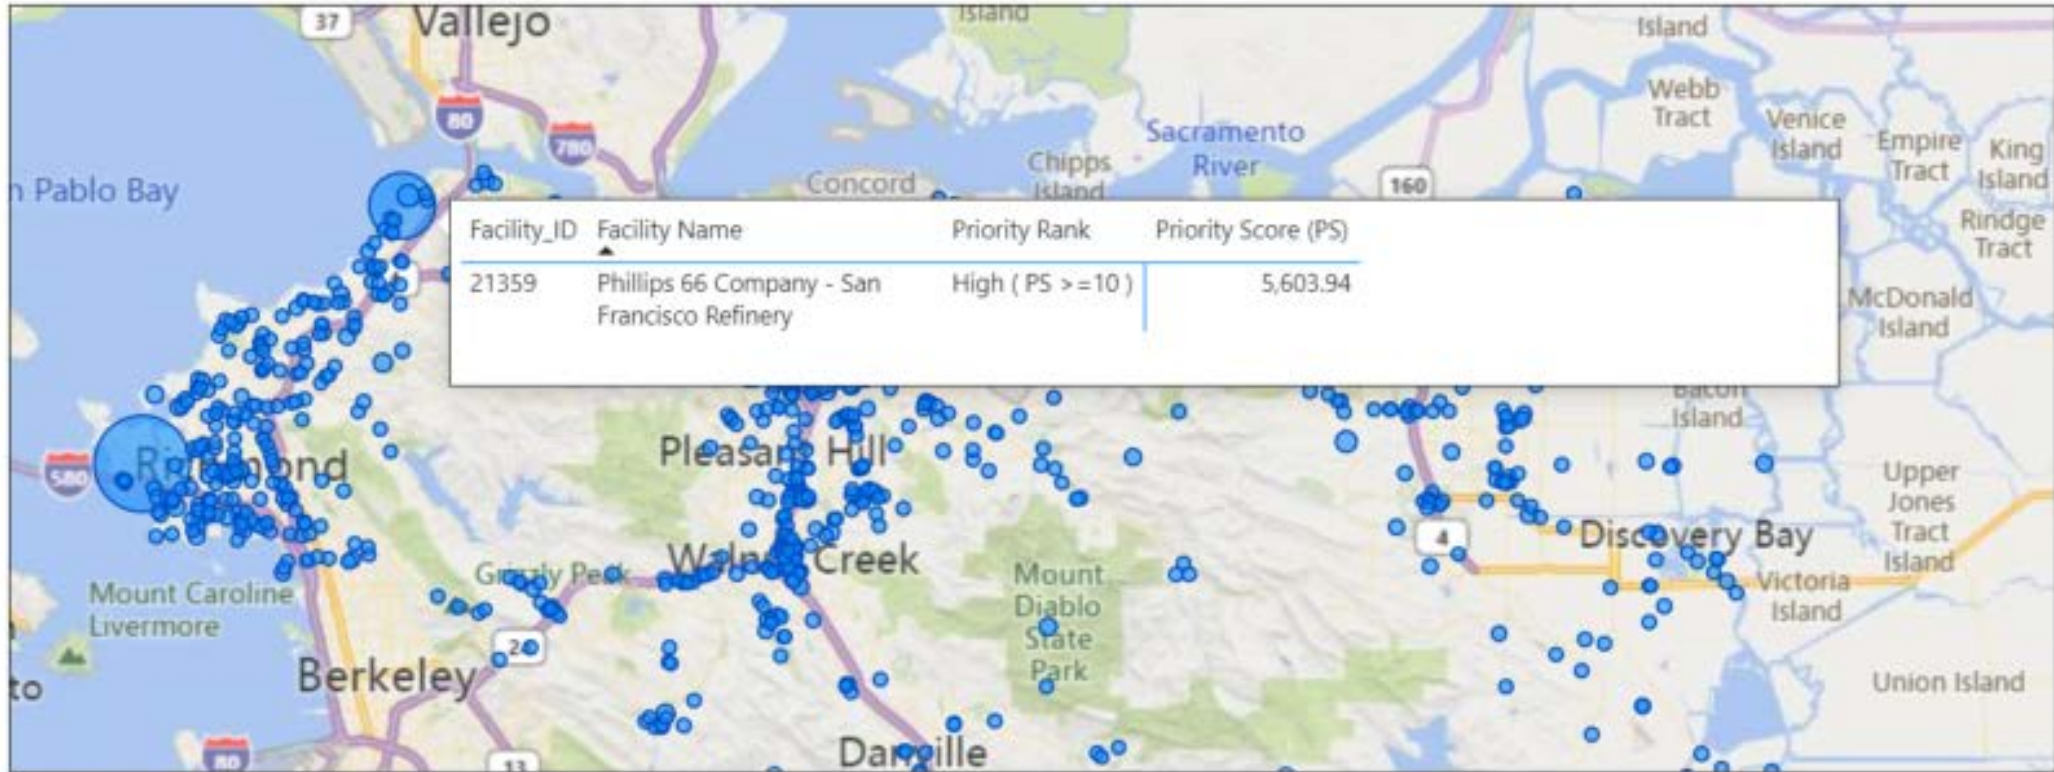 37
Vallejo
Island
Island
80
780
Webb
Tract
Venice
Island
Empire
Tract
King
Island
Sacramento
River
Chipps
Island
Concord
160
n Pablo Bay
Rindge
Tract
Facility_ID Facility Name Priority Rank Priority Score (PS)
21359 Phillips 66 Company - San High ( PS >=10 ) 5,603.94
Francisco Refinery
McDonald
Island
Bacon
Island
Richmond
580
Pleasant Hill
Upper
Jones
Tract
Island
4
Discovery Bay
Walnut Creek
Grizzly Peak
Mount
Diablo
State
Park
Victoria
Island
Mount Caroline
Livermore
24
Berkeley
to
Union Island
Danville
80
13